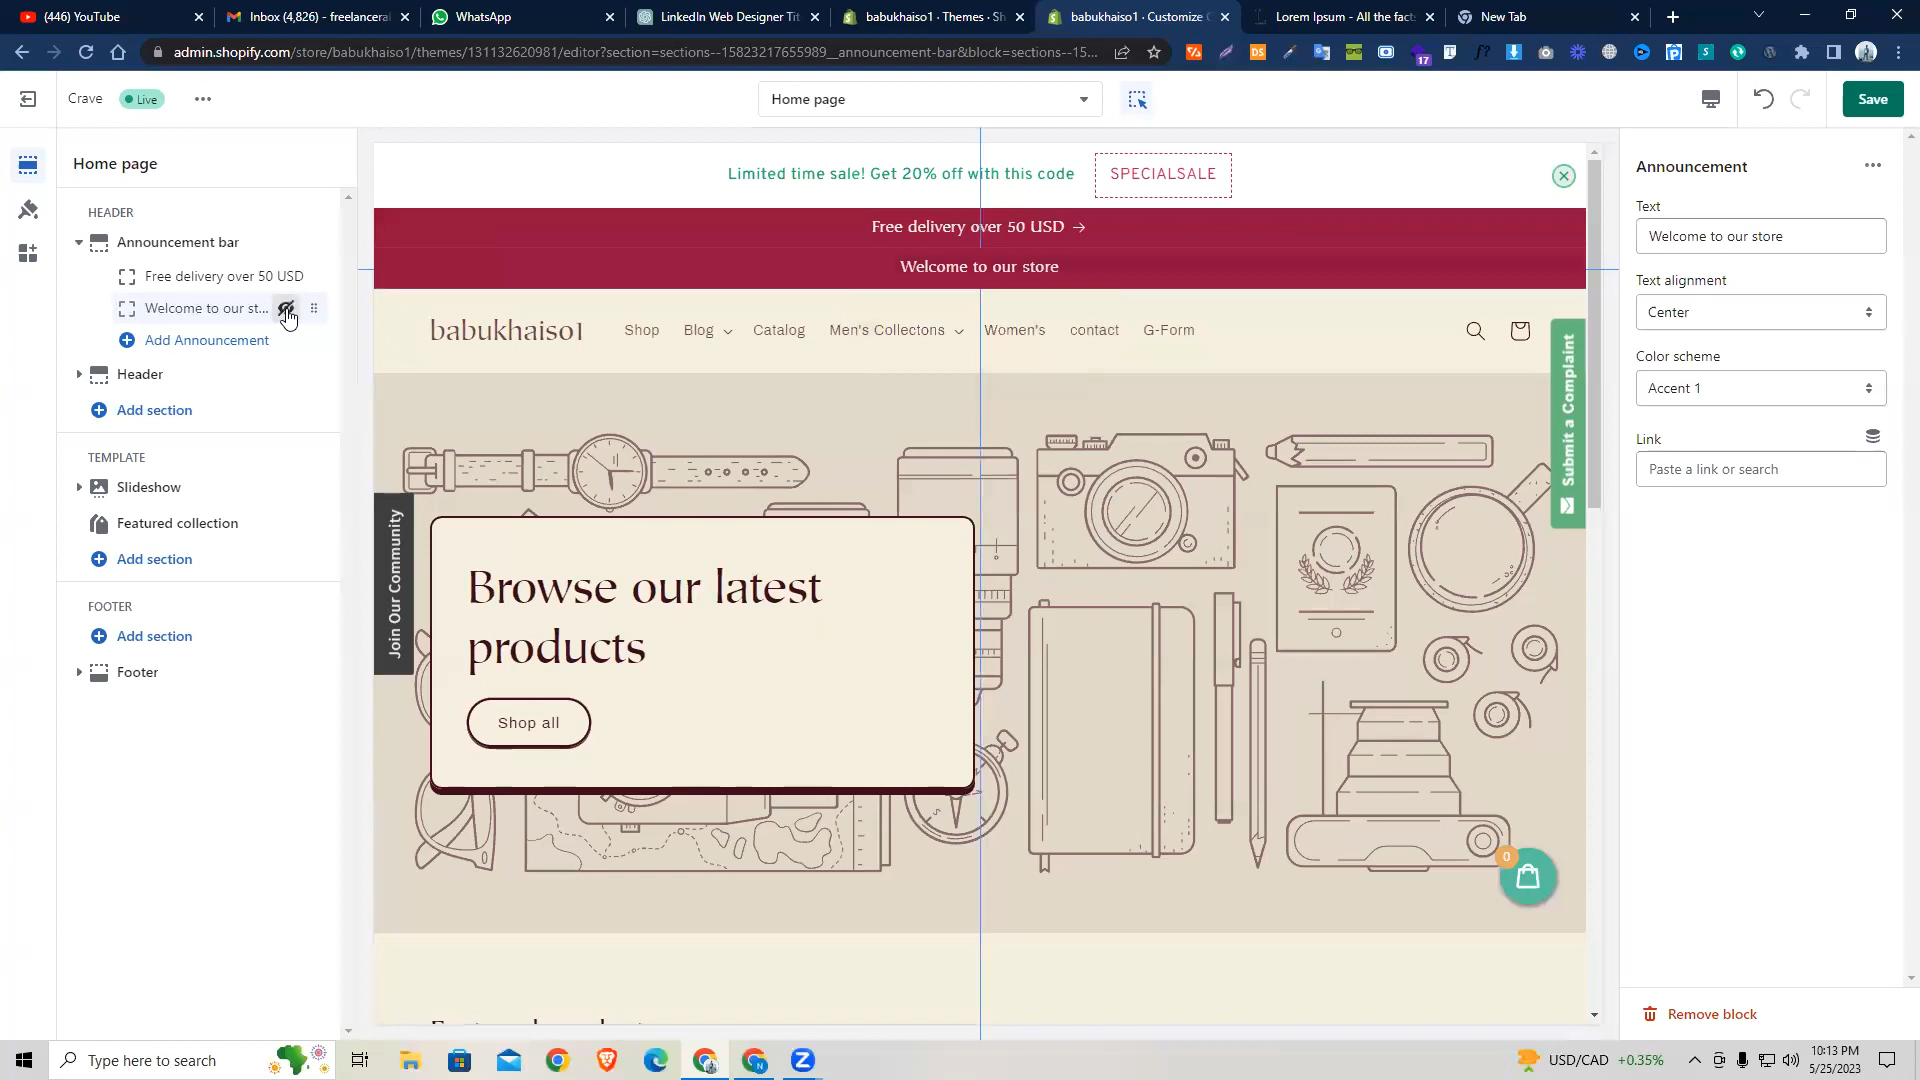 (446) YouTube
Inbox (4,826) - freelanceral
WhatsApp
LinkedIn Web Designer Tit
babukhaiso1 · Themes · Sh
babukhaiso1 · Customize C
Lorem Ipsum - All the fact
New Tab
admin.shopify.com/store/babukhaiso1/themes/131132620981/editor?section=sections--15823217655989__announcement-bar&block=sections--15...
17
Crave
Live
Home page
Save
Home page
HEADER
Announcement bar
Free delivery over 50 USD
Welcome to our st...
Add Announcement
Header
Add section
TEMPLATE
Slideshow
Featured collection
Add section
FOOTER
Add section
Footer
Limited time sale! Get 20% off with this code
SPECIALSALE
Free delivery over 50 USD →
Welcome to our store
babukhaiso1
Shop
Blog
Catalog
Men's Collectons
Women's
contact
G-Form
Submit a Complaint
Join Our Community
Browse our latest
products
Shop all
0
Announcement
Text
Welcome to our store
Text alignment
Center
Color scheme
Accent 1
Link
Paste a link or search
Remove block
Type here to search
USD/CAD +0.35%
10:13 PM
5/25/2023